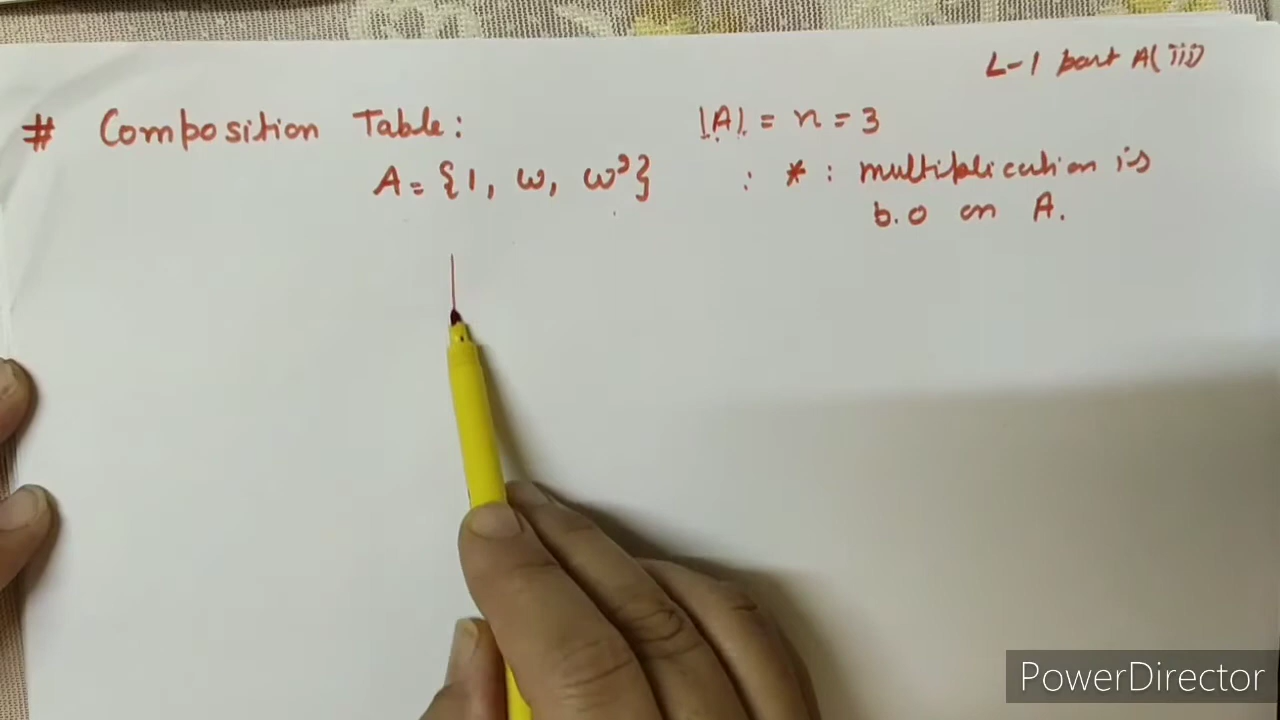 L-1 part A(iii)
# Composition Table: |A| = n = 3
A = {1, ω, ω²} : * : multiplication is
b.o on A.
PowerDirector